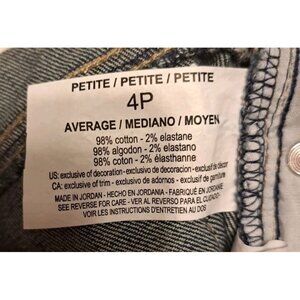 PETITE / PETITE / PETITE
4P
AVERAGE / MEDIANO / MOYEN
98% cotton - 2% elastane
98% algodon - 2% elastano
98% coton - 2% élasthanne
US: exclusive of decoration - exclusivo de decoration - exclusif de décor
CA: exclusive of trim - exclusivo de adornos - exclusif de garniture
MADE IN JORDAN - HECHO EN JORDANIA - FABRIQUÉ EN JORDANIE
SEE REVERSE FOR CARE - VER AL REVERSO PARA EL CUIDADO -
VOIR LES INSTRUCTIONS D'ENTRETIEN AU DOS